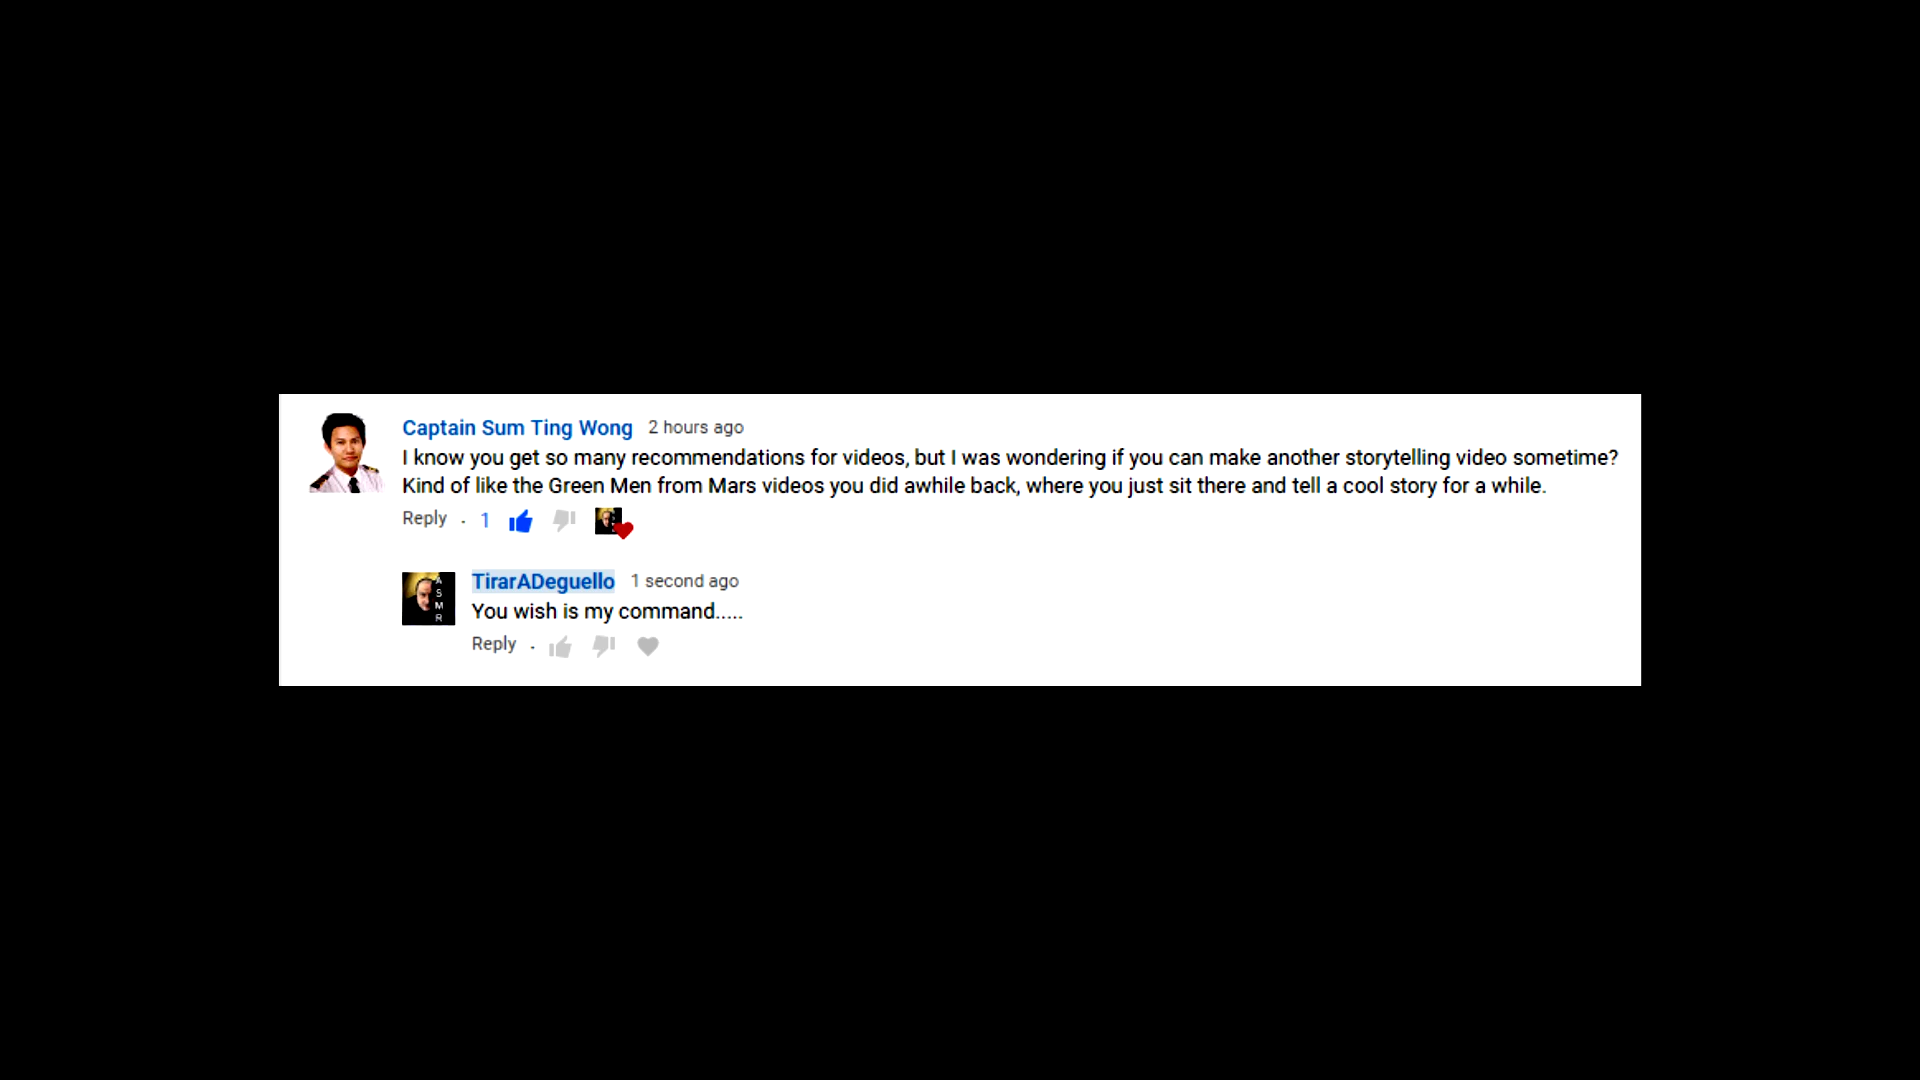 Captain Sum Ting Wong 2 hours ago
I know you get so many recommendations for videos, but I was wondering if you can make another storytelling video sometime?
Kind of like the Green Men from Mars videos you did awhile back, where you just sit there and tell a cool story for a while.
Reply . 1
A
S
M
R
TirarADeguello 1 second ago
You wish is my command.....
Reply .